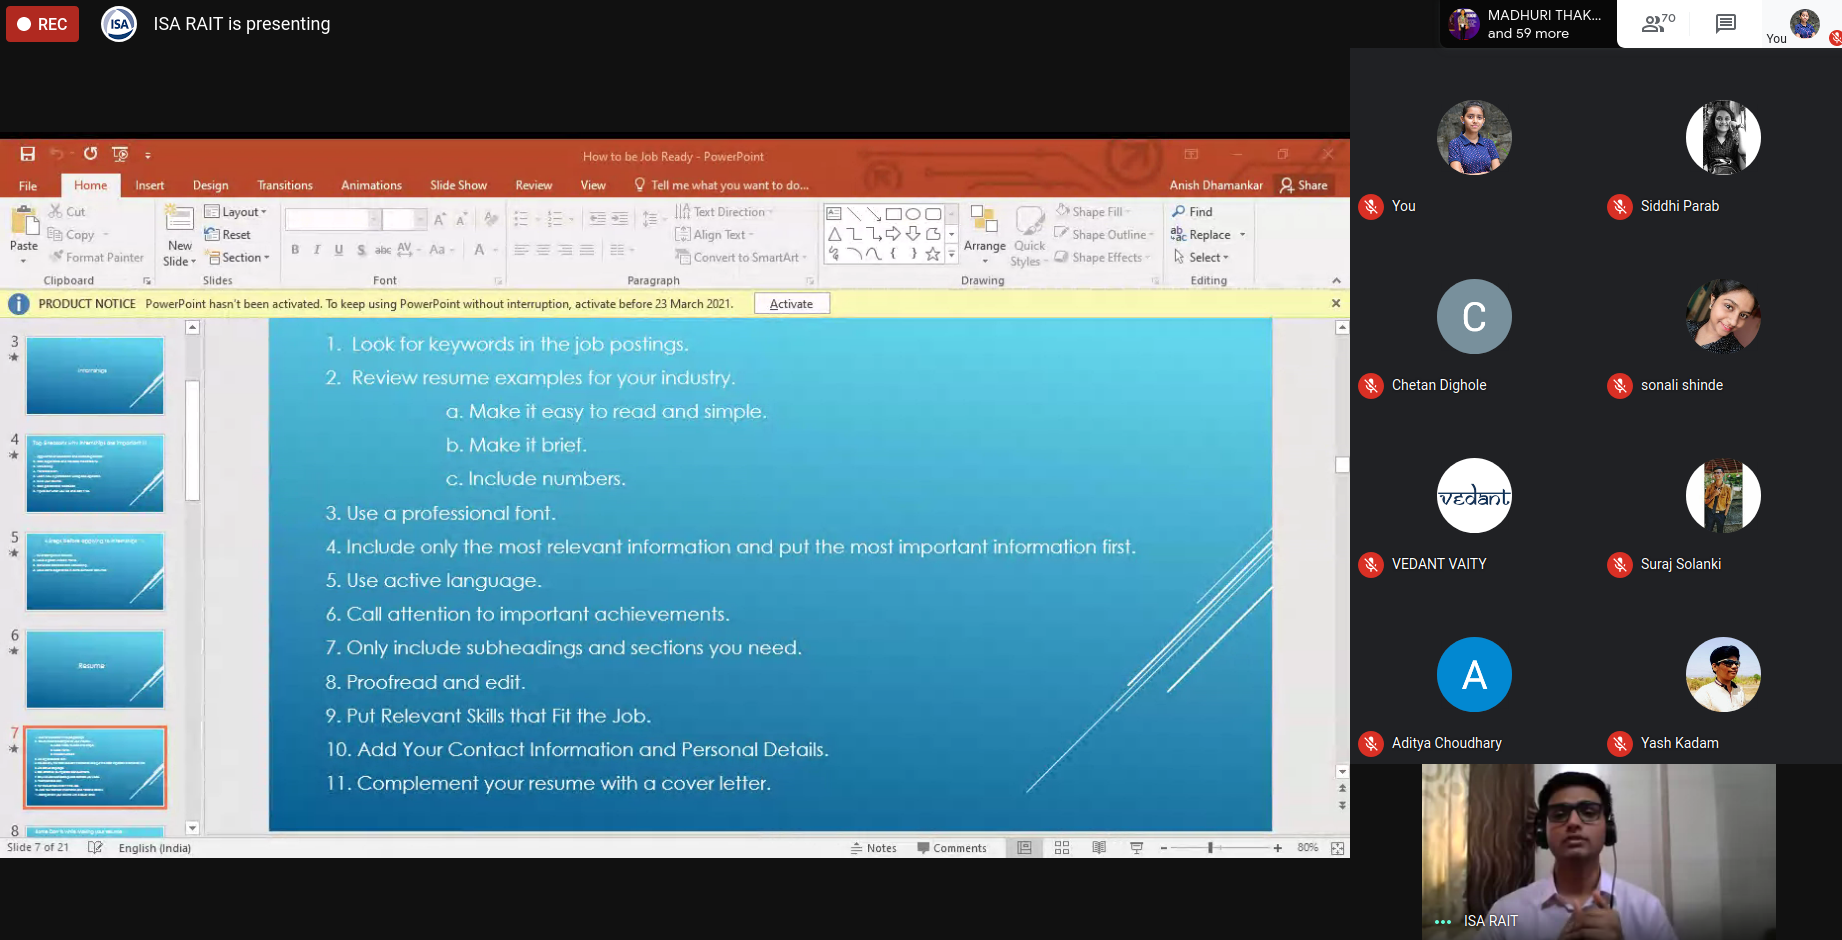 REC
ISA
ISA RAIT is presenting
MADHURI THAK...
and 59 more
70
You
How to be Job Ready - PowerPoint
File
Home
Insert
Design
Transitions
Animations
Slide Show
Review
View
Tell me what you want to do...
Anish Dhamankar
Share
Paste
Cut
Copy
Format Painter
Clipboard
New
Slide
Layout
Reset
Section
Slides
B I U S abc AV Aa A
Font
Text Direction
Align Text
Convert to SmartArt
Paragraph
Arrange
Quick
Styles
Shape Fill
Shape Outline
Shape Effects
Drawing
Find
Replace
Select
Editing
PRODUCT NOTICE PowerPoint hasn't been activated. To keep using PowerPoint without interruption, activate before 23 March 2021.
Activate
3
Internships
4
5
6
Resume
7
8
1. Look for keywords in the job postings.
2. Review resume examples for your industry.
a. Make it easy to read and simple.
b. Make it brief.
c. Include numbers.
3. Use a professional font.
4. Include only the most relevant information and put the most important information first.
5. Use active language.
6. Call attention to important achievements.
7. Only include subheadings and sections you need.
8. Proofread and edit.
9. Put Relevant Skills that Fit the Job.
10. Add Your Contact Information and Personal Details.
11. Complement your resume with a cover letter.
Slide 7 of 21
English (India)
Notes
Comments
80%
You
Siddhi Parab
C
Chetan Dighole
sonali shinde
vedant
VEDANT VAITY
Suraj Solanki
A
Aditya Choudhary
Yash Kadam
ISA RAIT